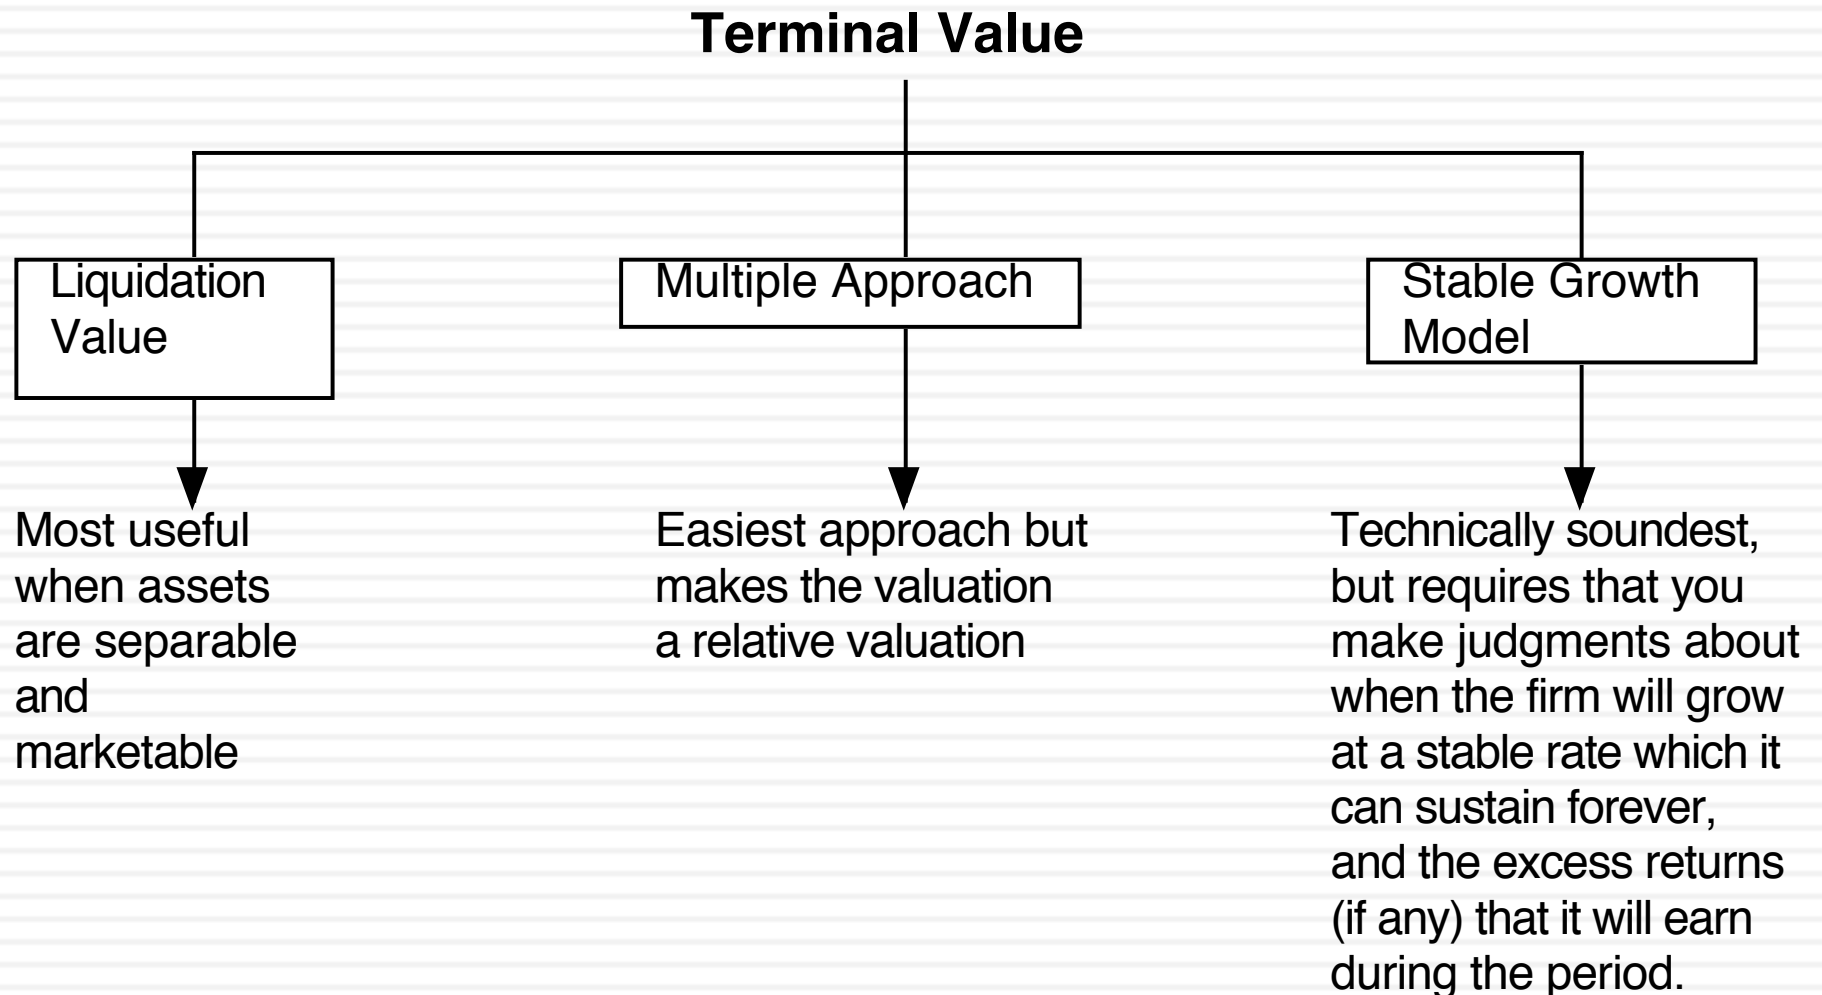 Terminal Value
Liquidation
Value
Multiple Approach
Stable Growth
Model
Most useful
when assets
are separable
and
marketable
Easiest approach but
makes the valuation
a relative valuation
Technically soundest,
but requires that you
make judgments about
when the firm will grow
at a stable rate which it
can sustain forever,
and the excess returns
(if any) that it will earn
during the period.